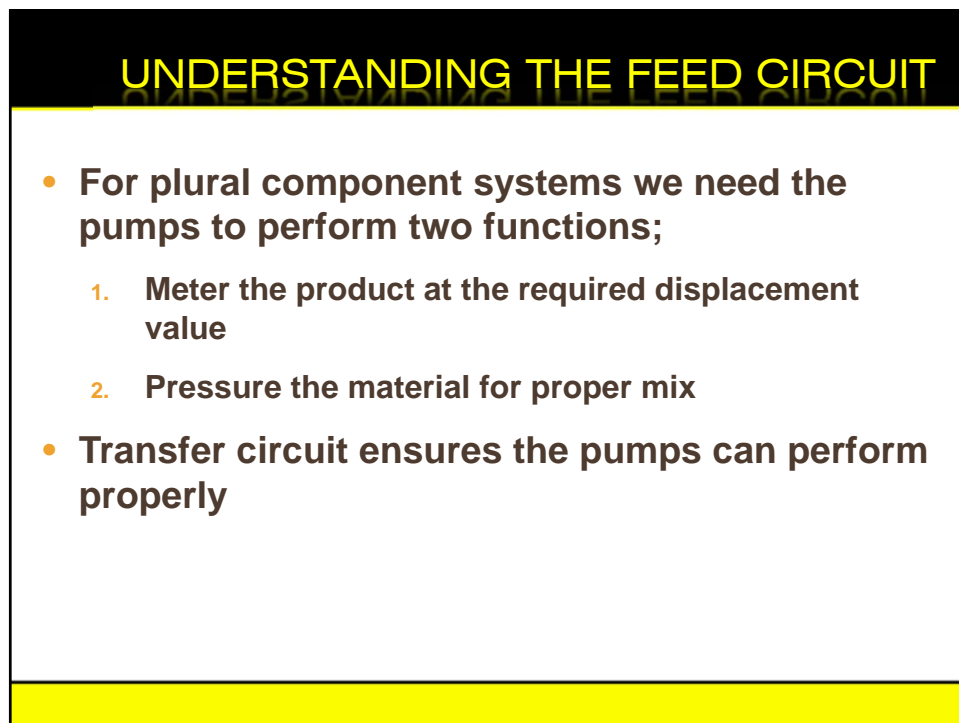 UNDERSTANDING THE FEED CIRCUIT
• For plural component systems we need the
pumps to perform two functions;
1. Meter the product at the required displacement
value
2. Pressure the material for proper mix
• Transfer circuit ensures the pumps can perform
properly